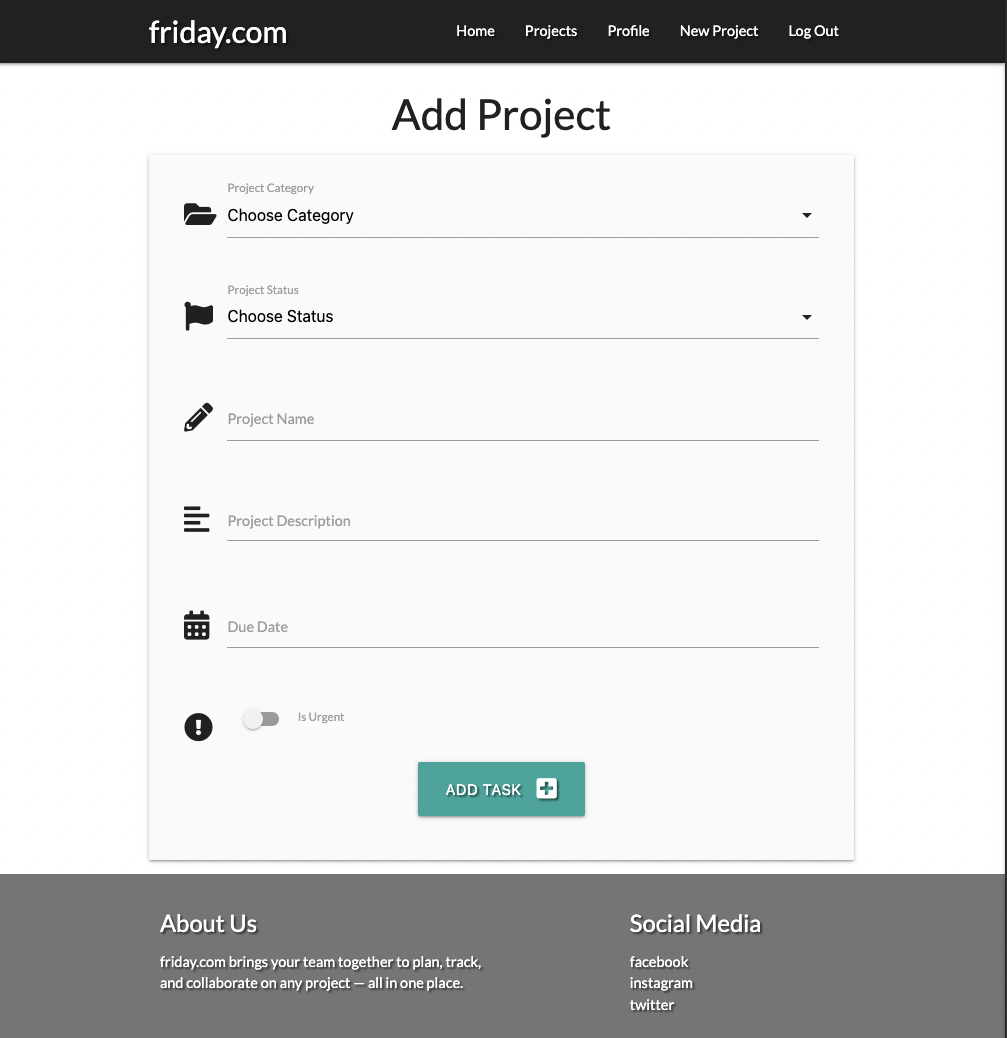 friday.com
Home Projects Profile New Project Log Out
Add Project
Project Category
Choose Category
Project Status
Choose Status
Project Name
Project Description
Due Date
Is Urgent
ADD TASK
About Us
friday.com brings your team together to plan, track,
and collaborate on any project — all in one place.
Social Media
facebook
instagram
twitter